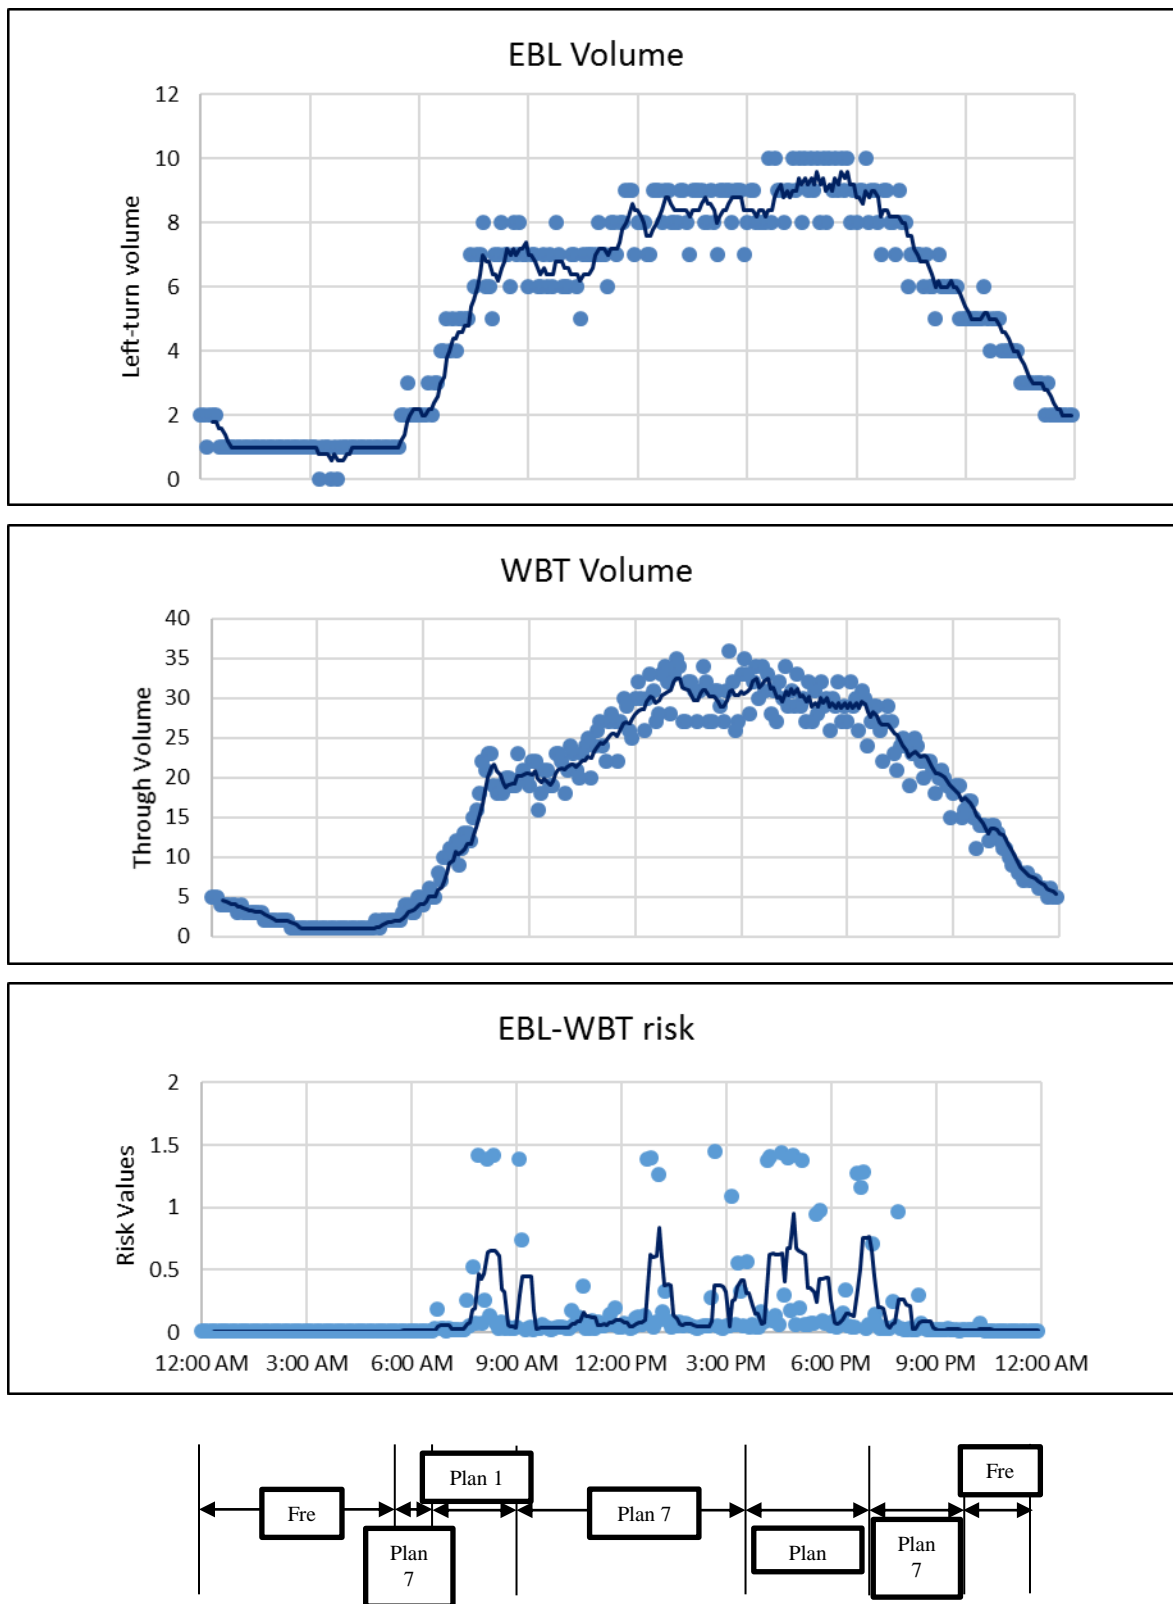 EBL Volume
12
10
8
6
4
2
0
Left-turn volume
WBT Volume
40
35
30
25
20
15
10
5
0
Through Volume
EBL-WBT risk
2
1.5
1
0.5
0
Risk Values
12:00 AM 3:00 AM 6:00 AM 9:00 AM 12:00 PM 3:00 PM 6:00 PM 9:00 PM 12:00 AM
Fre
Plan
7
Plan 1
Plan 7
Plan
Plan
7
Fre